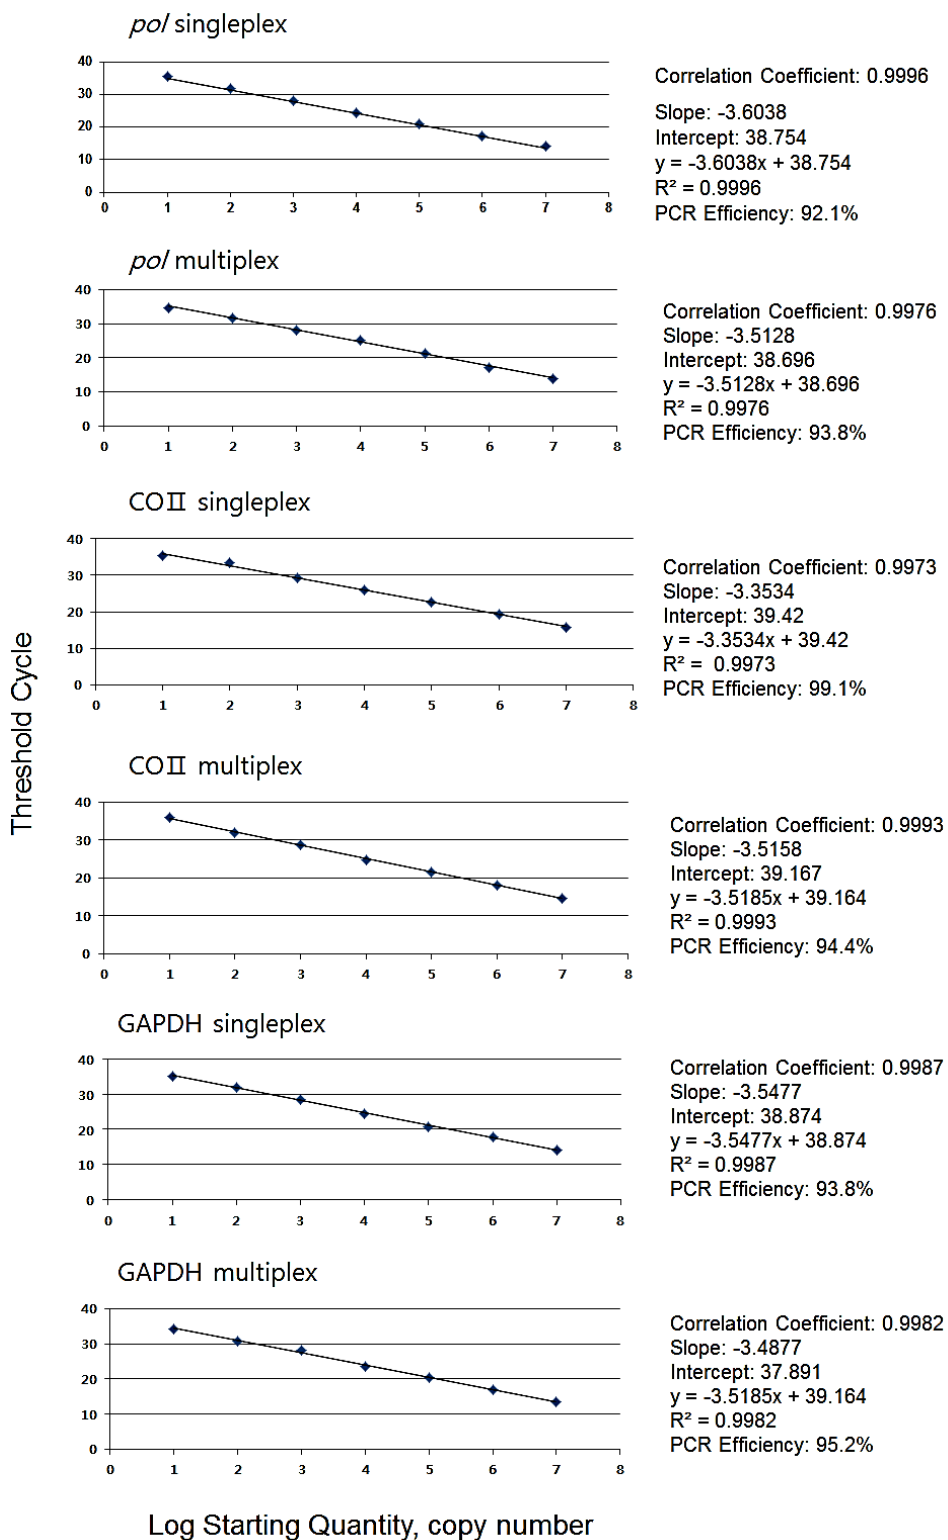 pol singleplex
40
30
20
10
0
0 1 2 3 4 5 6 7 8
Correlation Coefficient: 0.9996
Slope: -3.6038
Intercept: 38.754
y = -3.6038x + 38.754
R² = 0.9996
PCR Efficiency: 92.1%
pol multiplex
40
30
20
10
0
0 1 2 3 4 5 6 7 8
Correlation Coefficient: 0.9976
Slope: -3.5128
Intercept: 38.696
y = -3.5128x + 38.696
R² = 0.9976
PCR Efficiency: 93.8%
COⅡ singleplex
40
30
20
10
0
0 1 2 3 4 5 6 7 8
Correlation Coefficient: 0.9973
Slope: -3.3534
Intercept: 39.42
y = -3.3534x + 39.42
R² = 0.9973
PCR Efficiency: 99.1%
Threshold Cycle
COⅡ multiplex
40
30
20
10
0
0 1 2 3 4 5 6 7 8
Correlation Coefficient: 0.9993
Slope: -3.5158
Intercept: 39.167
y = -3.5185x + 39.164
R² = 0.9993
PCR Efficiency: 94.4%
GAPDH singleplex
40
30
20
10
0
0 1 2 3 4 5 6 7 8
Correlation Coefficient: 0.9987
Slope: -3.5477
Intercept: 38.874
y = -3.5477x + 38.874
R² = 0.9987
PCR Efficiency: 93.8%
GAPDH multiplex
40
30
20
10
0
0 1 2 3 4 5 6 7 8
Correlation Coefficient: 0.9982
Slope: -3.4877
Intercept: 37.891
y = -3.5185x + 39.164
R² = 0.9982
PCR Efficiency: 95.2%
Log Starting Quantity, copy number